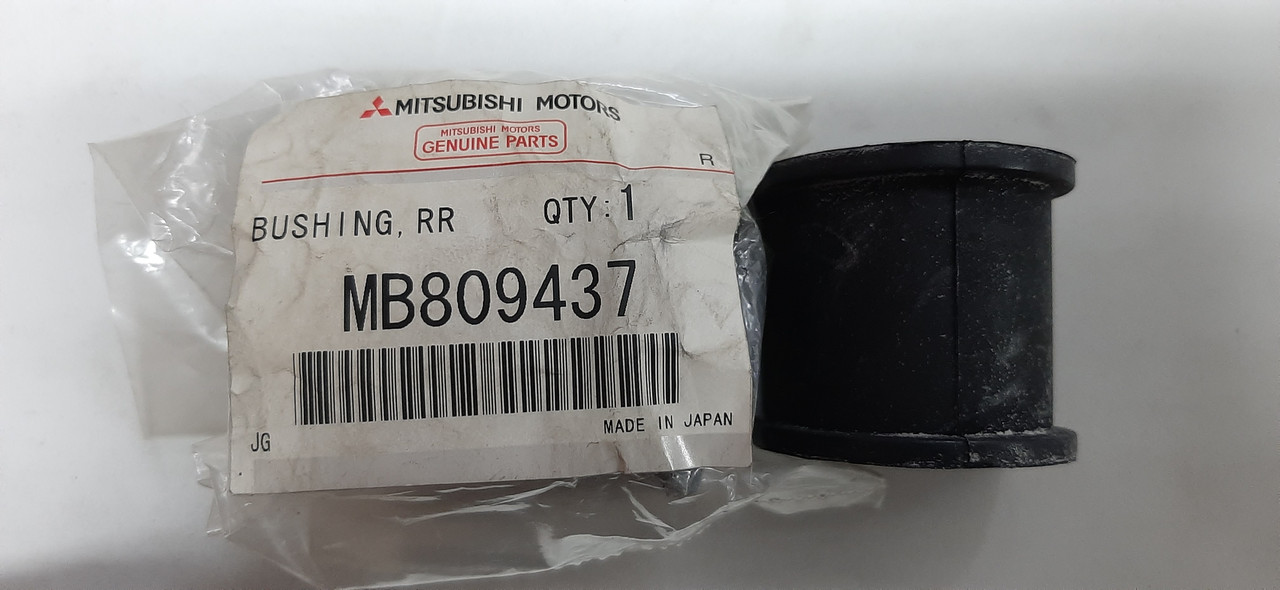 MITSUBISHI MOTORS
MITSUBISHI MOTORS
GENUINE PARTS
R
BUSHING, RR QTY:1
MB809437
JG MADE IN JAPAN